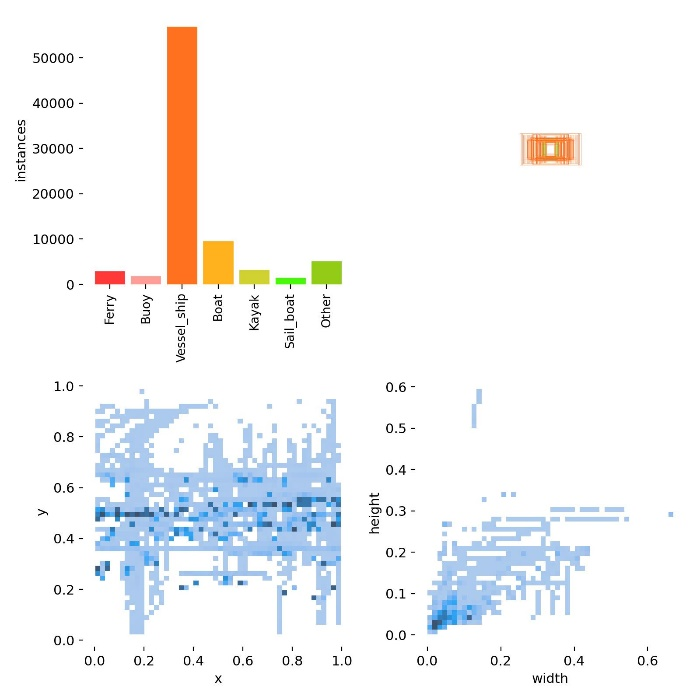 50000
40000
30000
20000
10000
0
instances
Ferry
Buoy
Vessel_ship
Boat
Kayak
Sail_boat
Other
1.0
0.8
0.6
0.4
0.2
0.0
y
0.0 0.2 0.4 0.6 0.8 1.0
x
0.6
0.5
0.4
0.3
0.2
0.1
0.0
height
0.0 0.2 0.4 0.6
width